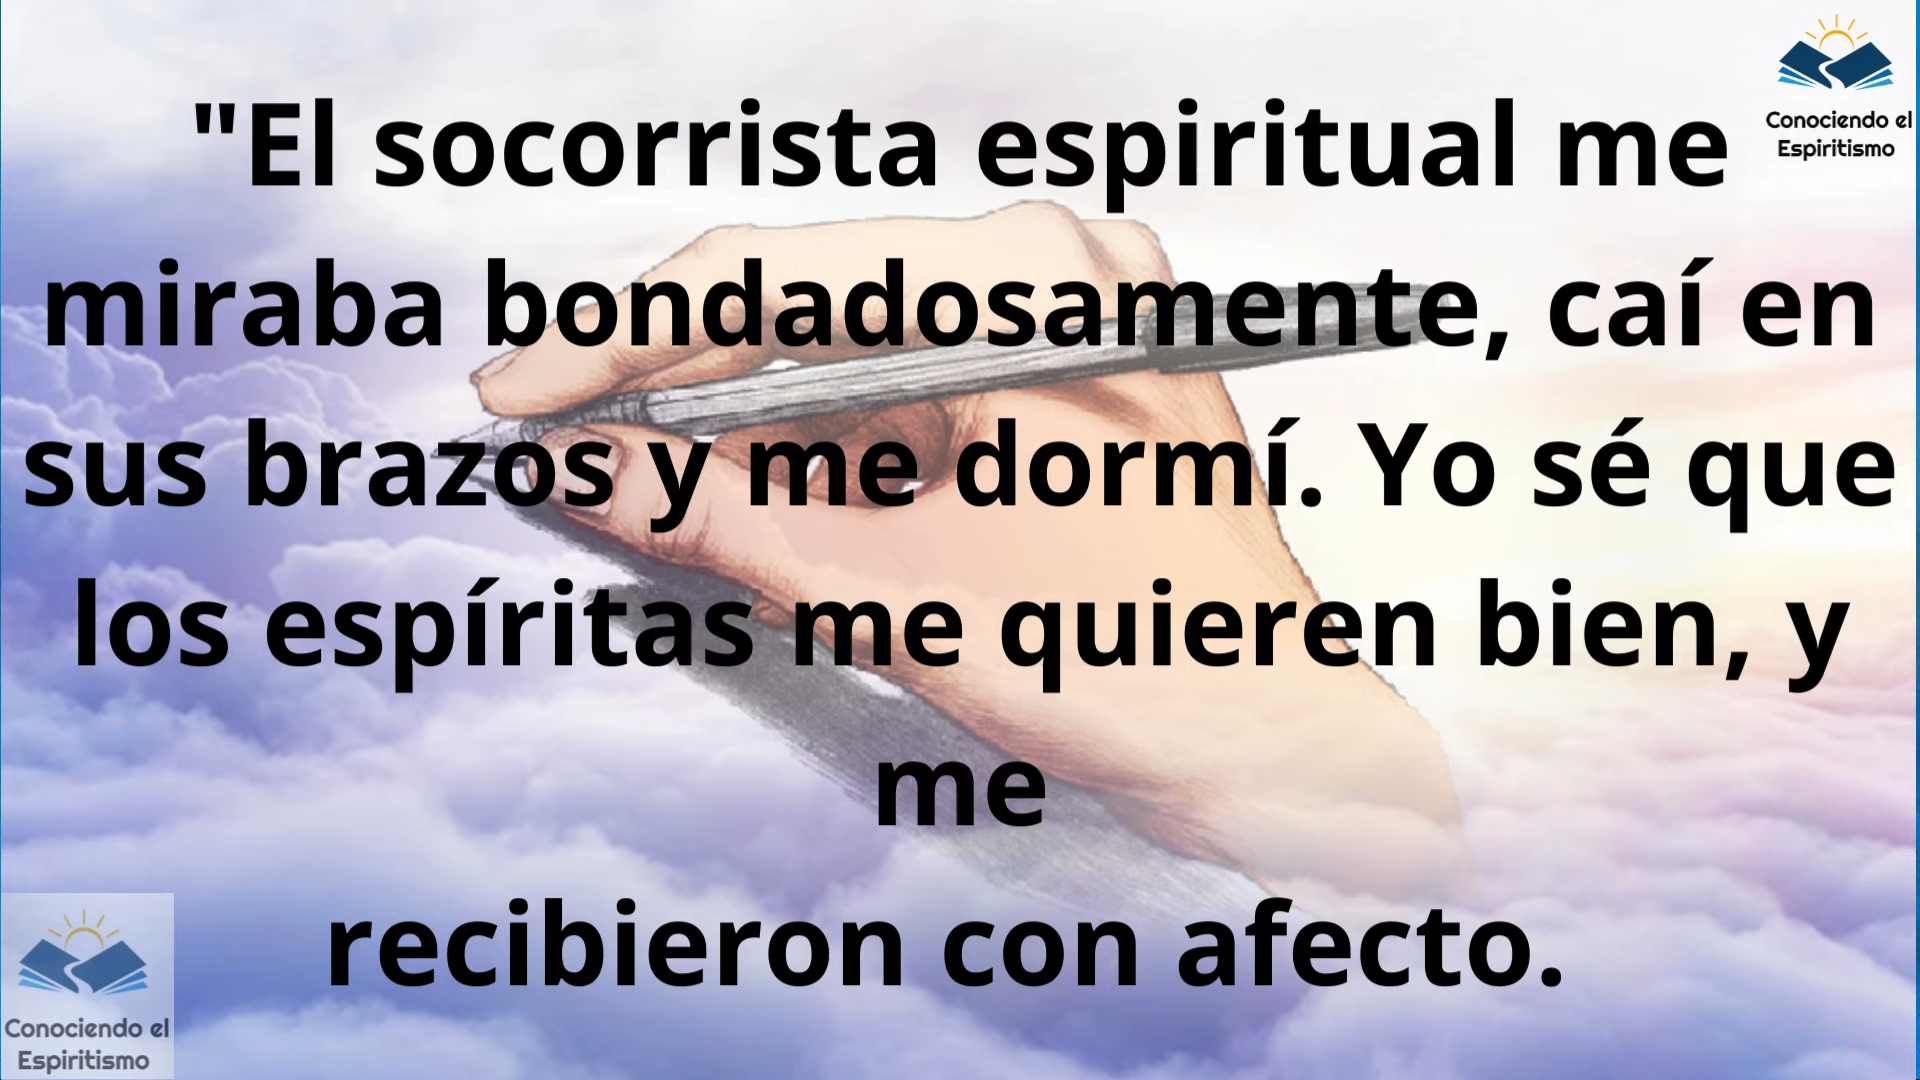 Conociendo el
Espiritismo
"El socorrista espiritual me
miraba bondadosamente, caí en
sus brazos y me dormí. Yo sé que
los espíritas me quieren bien, y
me
recibieron con afecto.
Conociendo el
Espiritismo